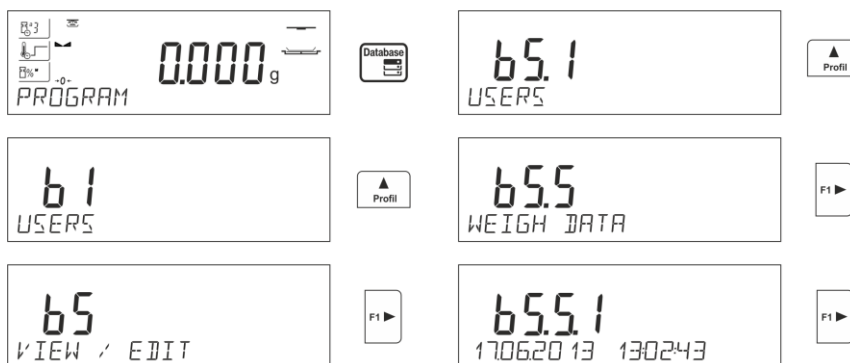 0.000 g
→0←
PROGRAM
Database
b1
USERS
Profil
b5
VIEW / EDIT
F1
b5.1
USERS
Profil
b5.5
WEIGH DATA
F1
b5.5.1
17.06.2013 13:02:43
F1